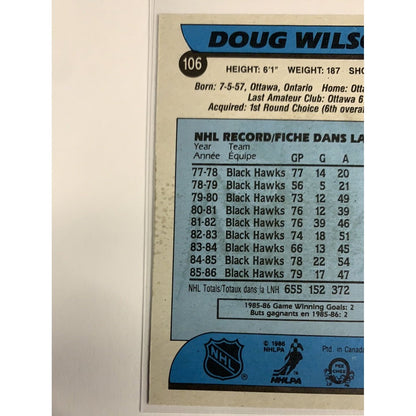 106 DOUG WILSO
HEIGHT: 6'1" WEIGHT: 187 SHO
Born: 7-5-57, Ottawa, Ontario Home: Ott
Last Amateur Club: Ottawa 6
Acquired: 1st Round Choice (6th overal
NHL RECORD/FICHE DANS LA
Year Team
Année Équipe GP G A
77-78 Black Hawks 77 14 20
78-79 Black Hawks 56 5 21
79-80 Black Hawks 73 12 49
80-81 Black Hawks 76 12 39
81-82 Black Hawks 76 39 46
82-83 Black Hawks 74 18 51
83-84 Black Hawks 66 13 45
84-85 Black Hawks 78 22 54
85-86 Black Hawks 79 17 47
NHL Totals/Totaux dans la LNH 655 152 372
1985-86 Game Winning Goals: 2
Buts gagnants en 1985-86: 2
© 1986 Ptd. in Canada
NHLPA
NHL
NHLPA
O PEE CHEE